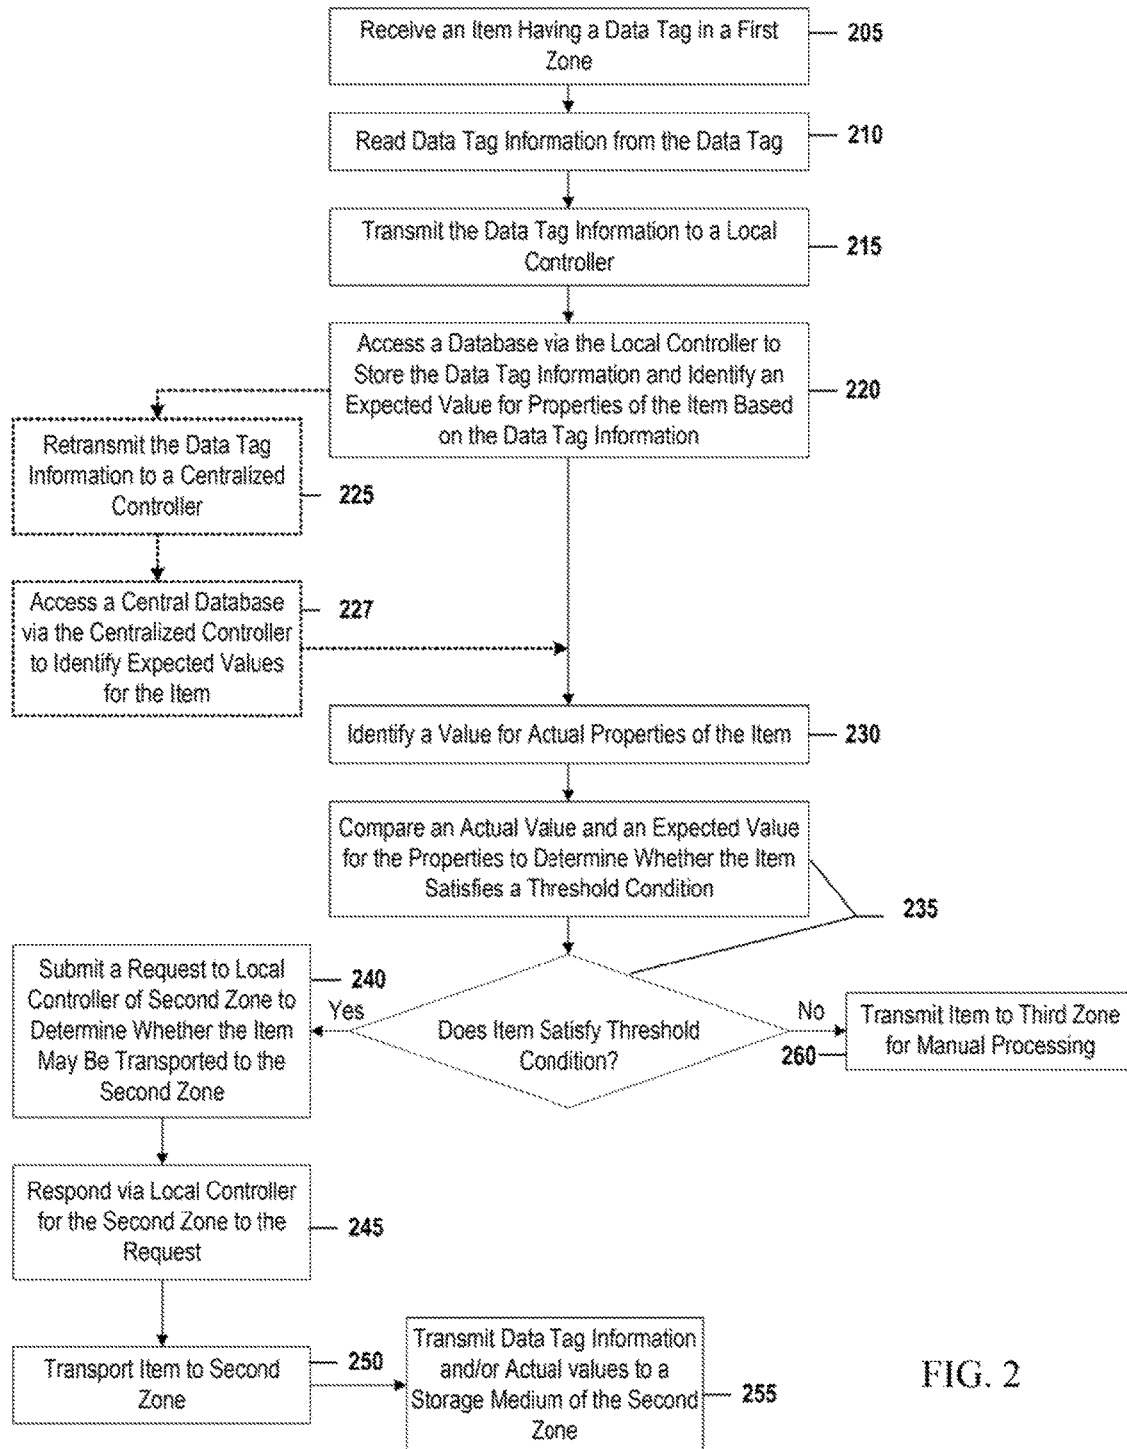 Receive an Item Having a Data Tag in a First
Zone
205
Read Data Tag Information from the Data Tag
210
Transmit the Data Tag Information to a Local
Controller
215
Access a Database via the Local Controller to
Store the Data Tag Information and Identify an
Expected Value for Properties of the Item Based
on the Data Tag Information
220
Retransmit the Data Tag
Information to a Centralized
Controller
225
Access a Central Database
via the Centralized Controller
to Identify Expected Values
for the Item
227
Identify a Value for Actual Properties of the Item
230
Compare an Actual Value and an Expected Value
for the Properties to Determine Whether the Item
Satisfies a Threshold Condition
235
Does Item Satisfy Threshold
Condition?
Yes
No
Submit a Request to Local
Controller of Second Zone to
Determine Whether the Item
May Be Transported to the
Second Zone
240
Transmit Item to Third Zone
for Manual Processing
260
Respond via Local Controller
for the Second Zone to the
Request
245
Transport Item to Second
Zone
250
Transmit Data Tag Information
and/or Actual values to a
Storage Medium of the Second
Zone
255
FIG. 2